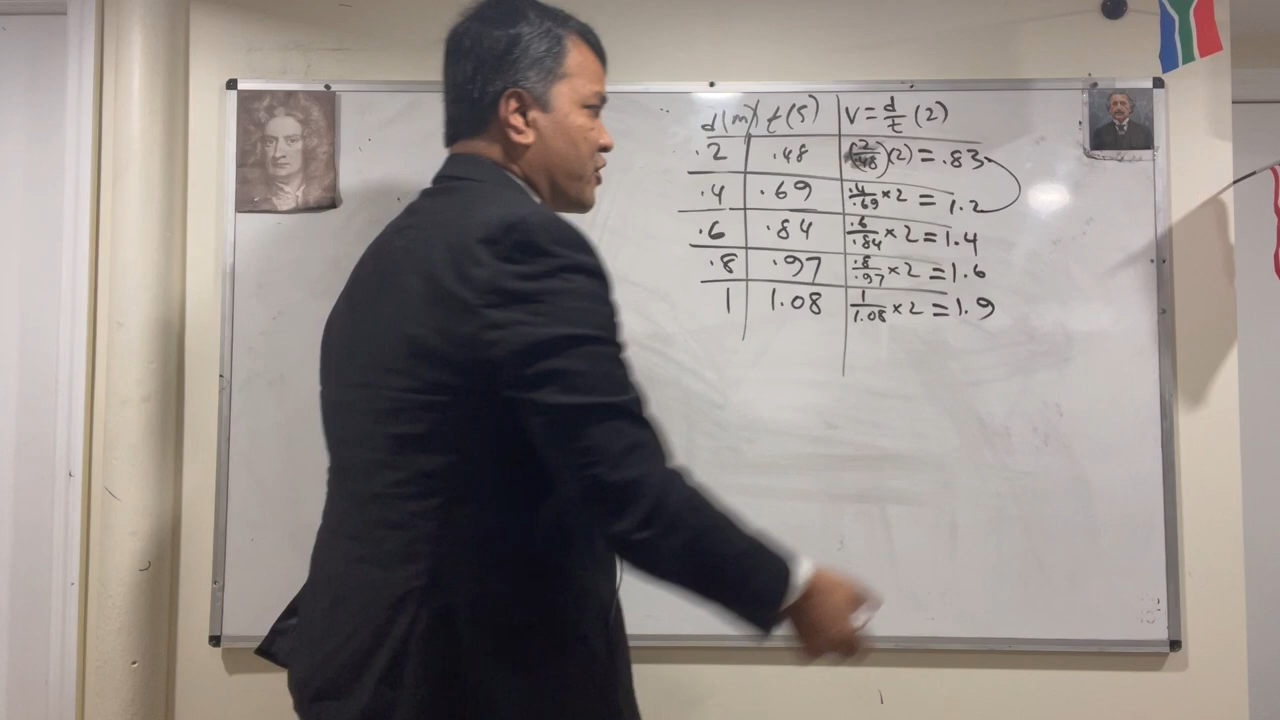 d(m) t(s) V = d/t (2)
.2 .48 (.2/.48)(2) = .83
.4 .69 .4/.69 × 2 = 1.2
.6 .84 .6/.84 × 2 = 1.4
.8 .97 .8/.97 × 2 = 1.6
1 1.08 1/1.08 × 2 = 1.9